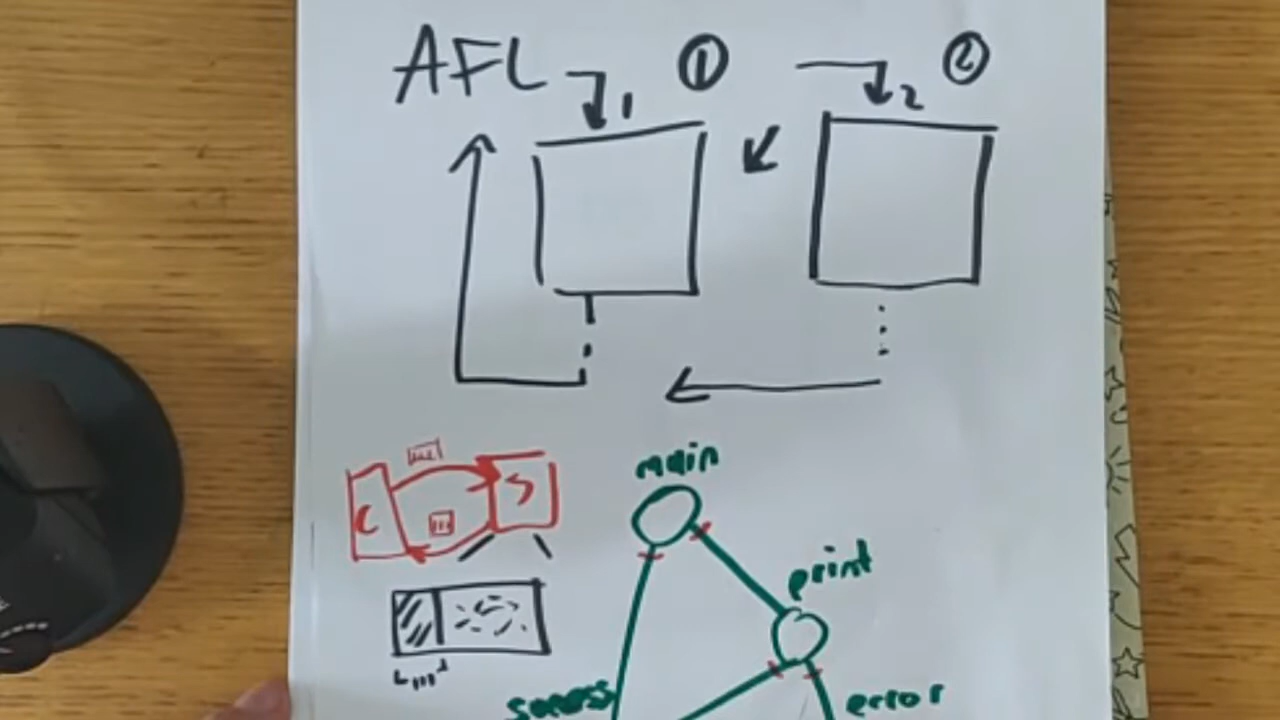 AFL 1 ① 2 ②
C S
main
print
success
error